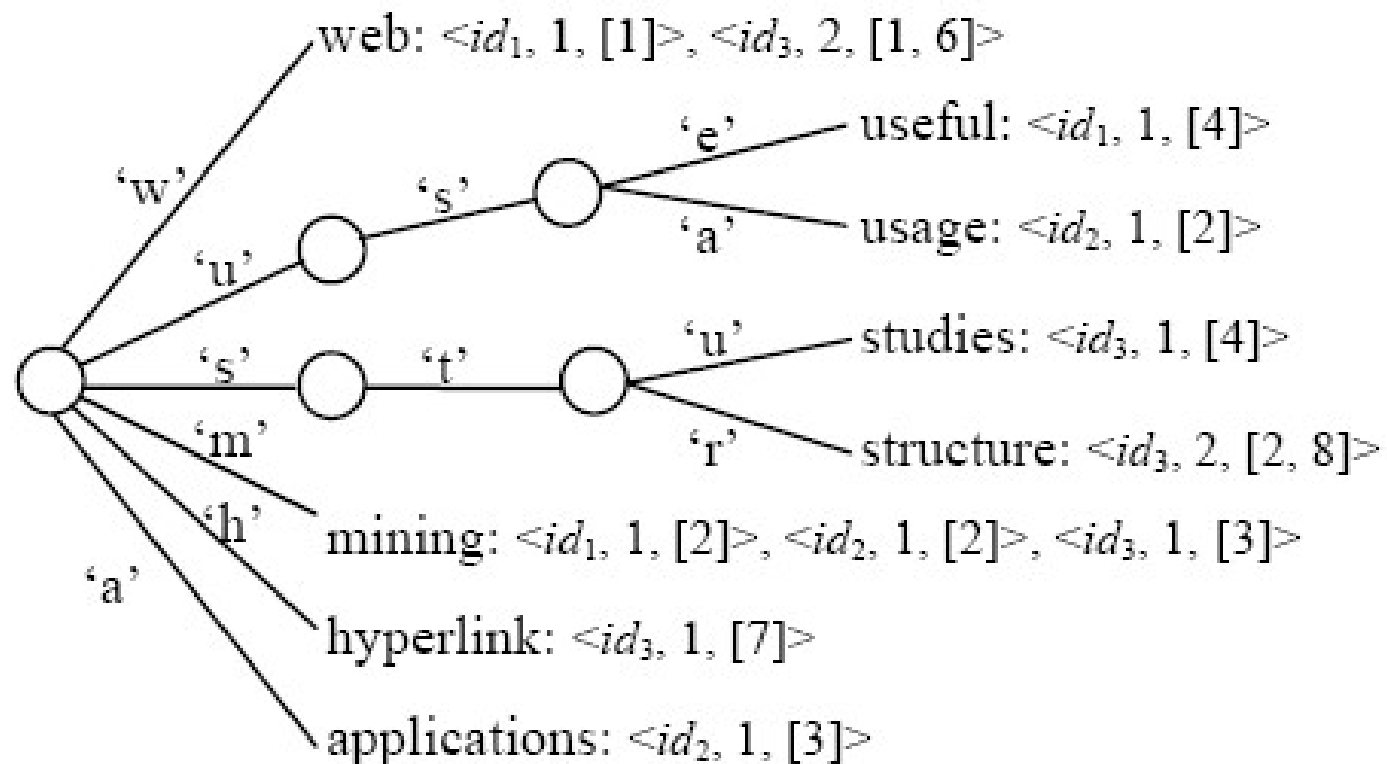 web: <id₁, 1, [1]>, <id₃, 2, [1, 6]>
‘e’
useful: <id₁, 1, [4]>
‘w’
‘s’
‘a’
usage: <id₂, 1, [2]>
‘u’
‘u’
studies: <id₃, 1, [4]>
‘s’
‘t’
‘m’
‘r’
structure: <id₃, 2, [2, 8]>
‘h’
mining: <id₁, 1, [2]>, <id₂, 1, [2]>, <id₃, 1, [3]>
‘a’
hyperlink: <id₃, 1, [7]>
applications: <id₂, 1, [3]>